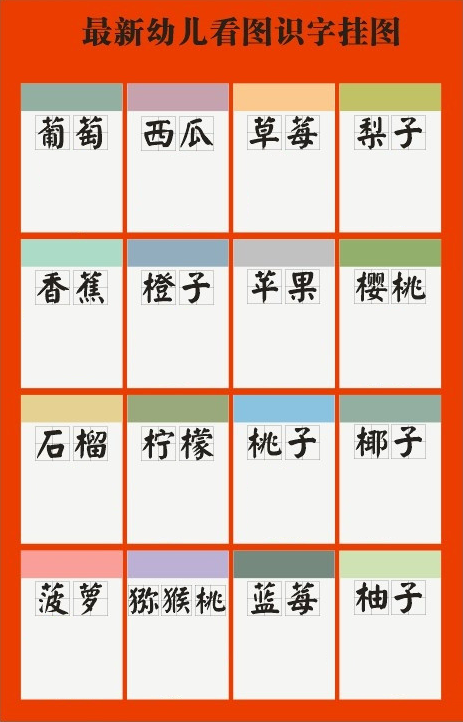 最新幼儿看图识字挂图
葡萄 西瓜 草莓 梨子
香蕉 橙子 苹果 樱桃
石榴 柠檬 桃子 椰子
菠萝 猕猴桃 蓝莓 柚子